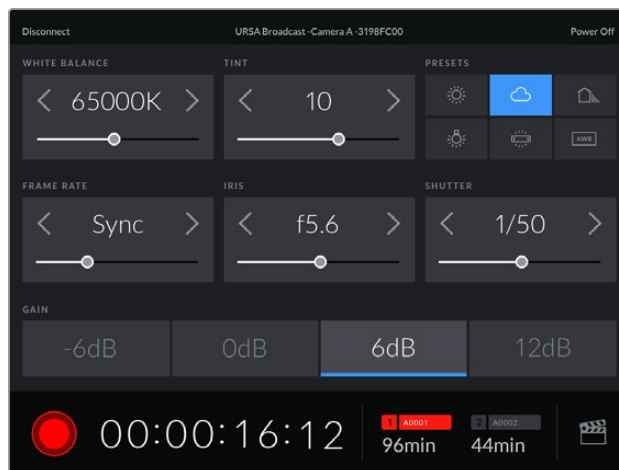 Disconnect URSA Broadcast -Camera A -3198FC00 Power Off
WHITE BALANCE TINT PRESETS
65000K 10
AWB
FRAME RATE IRIS SHUTTER
Sync f5.6 1/50
GAIN
-6dB 0dB 6dB 12dB
00:00:16:12
1 A0001 2 A0002
96min 44min